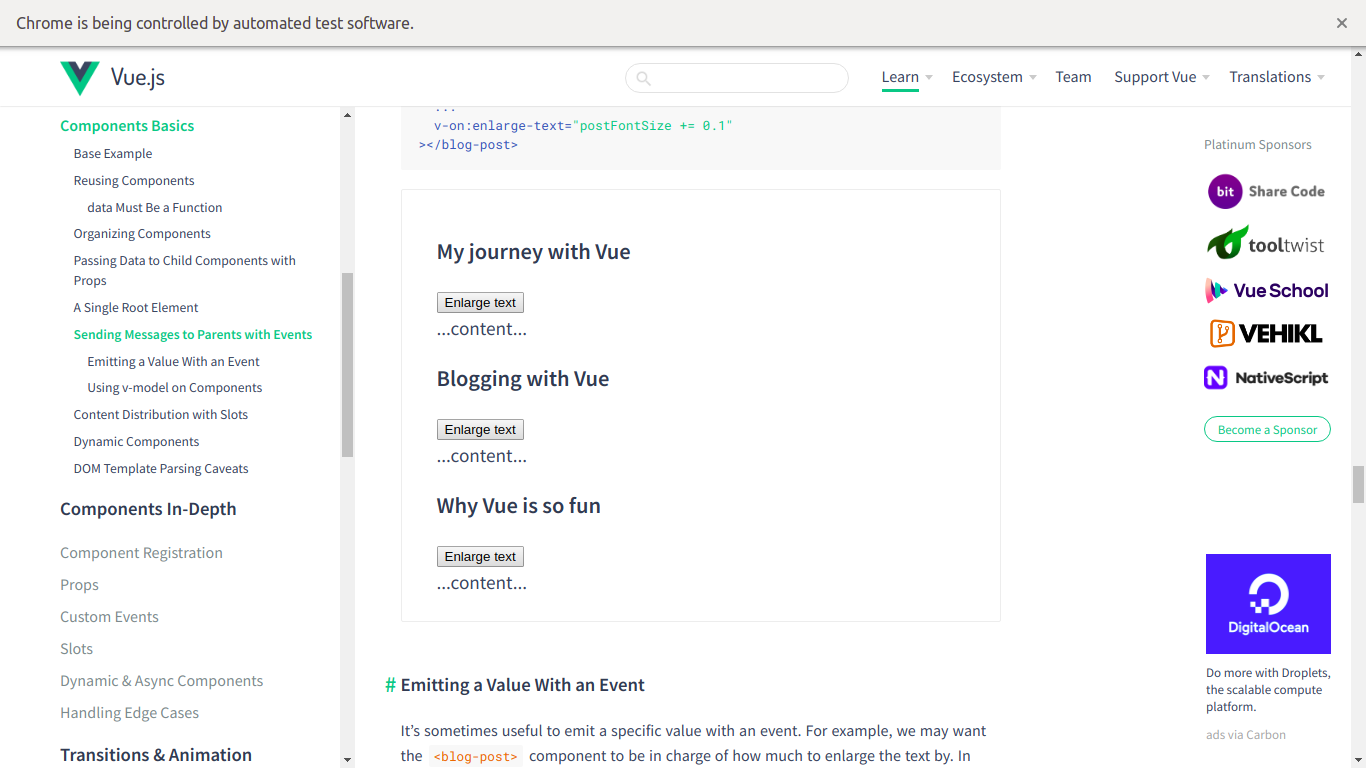 Chrome is being controlled by automated test software.
Vue.js
Learn
Ecosystem
Team
Support Vue
Translations
Components Basics
Base Example
Reusing Components
data Must Be a Function
Organizing Components
Passing Data to Child Components with
Props
A Single Root Element
Sending Messages to Parents with Events
Emitting a Value With an Event
Using v-model on Components
Content Distribution with Slots
Dynamic Components
DOM Template Parsing Caveats
Components In-Depth
Component Registration
Props
Custom Events
Slots
Dynamic & Async Components
Handling Edge Cases
Transitions & Animation
...
v-on:enlarge-text="postFontSize += 0.1"
></blog-post>
My journey with Vue
Enlarge text
...content...
Blogging with Vue
Enlarge text
...content...
Why Vue is so fun
Enlarge text
...content...
# Emitting a Value With an Event
It’s sometimes useful to emit a specific value with an event. For example, we may want
the <blog-post> component to be in charge of how much to enlarge the text by. In
Platinum Sponsors
bit Share Code
tooltwist
Vue School
VEHIKL
N NativeScript
Become a Sponsor
DigitalOcean
Do more with Droplets,
the scalable compute
platform.
ads via Carbon